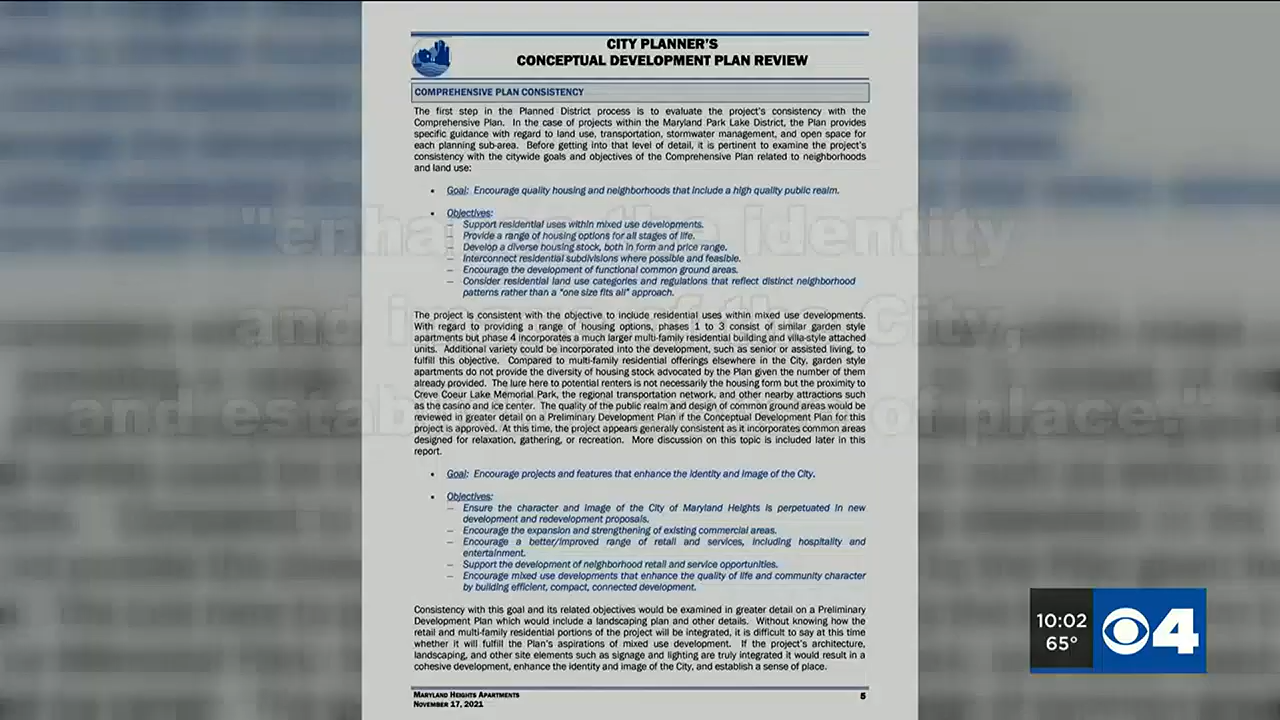 CITY PLANNER'S
CONCEPTUAL DEVELOPMENT PLAN REVIEW
COMPREHENSIVE PLAN CONSISTENCY
The first step in the Planned District process is to evaluate the project's consistency with the
Comprehensive Plan. In the case of projects within the Maryland Park Lake District, the Plan provides
specific guidance with regard to land use, transportation, stormwater management, and open space for
each planning sub-area. Before getting into that level of detail, it is pertinent to examine the project's
consistency with the citywide goals and objectives of the Comprehensive Plan related to neighborhoods
and land use:
• Goal: Encourage quality housing and neighborhoods that include a high quality public realm.
• Objectives:
– Support residential uses within mixed use developments.
– Provide a range of housing options for all stages of life.
– Develop a diverse housing stock, both in form and price range.
– Interconnect residential subdivisions where possible and feasible.
– Encourage the development of functional common ground areas.
– Consider residential land use categories and regulations that reflect distinct neighborhood
patterns rather than a "one size fits all" approach.
The project is consistent with the objective to include residential uses within mixed use developments.
With regard to providing a range of housing options, phases 1 to 3 consist of similar garden style
apartments but phase 4 incorporates a much larger multi-family residential building and villa-style attached
units. Additional variety could be incorporated into the development, such as senior or assisted living, to
fulfill this objective. Compared to multi-family residential offerings elsewhere in the City, garden style
apartments do not provide the diversity of housing stock advocated by the Plan given the number of them
already provided. The lure here to potential renters is not necessarily the housing form but the proximity to
Creve Coeur Lake Memorial Park, the regional transportation network, and other nearby attractions such
as the casino and ice center. The quality of the public realm and design of common ground areas would be
reviewed in greater detail on a Preliminary Development Plan if the Conceptual Development Plan for this
project is approved. At this time, the project appears generally consistent as it incorporates common areas
designed for relaxation, gathering, or recreation. More discussion on this topic is included later in this
report.
• Goal: Encourage projects and features that enhance the identity and image of the City.
• Objectives:
– Ensure the character and image of the City of Maryland Heights is perpetuated in new
development and redevelopment proposals.
– Encourage the expansion and strengthening of existing commercial areas.
– Encourage a better/improved range of retail and services, including hospitality and
entertainment.
– Support the development of neighborhood retail and service opportunities.
– Encourage mixed use developments that enhance the quality of life and community character
by building efficient, compact, connected development.
Consistency with this goal and its related objectives would be examined in greater detail on a Preliminary
Development Plan which would include a landscaping plan and other details. Without knowing how the
retail and multi-family residential portions of the project will be integrated, it is difficult to say at this time
whether it will fulfill the Plan's aspirations of mixed use development. If the project's architecture,
landscaping, and other site elements such as signage and lighting are truly integrated it would result in a
cohesive development, enhance the identity and image of the City, and establish a sense of place.
MARYLAND HEIGHTS APARTMENTS 5
NOVEMBER 17, 2021
"enhance the identity
and image of the City,
and establish of place."
10:02
65°
4